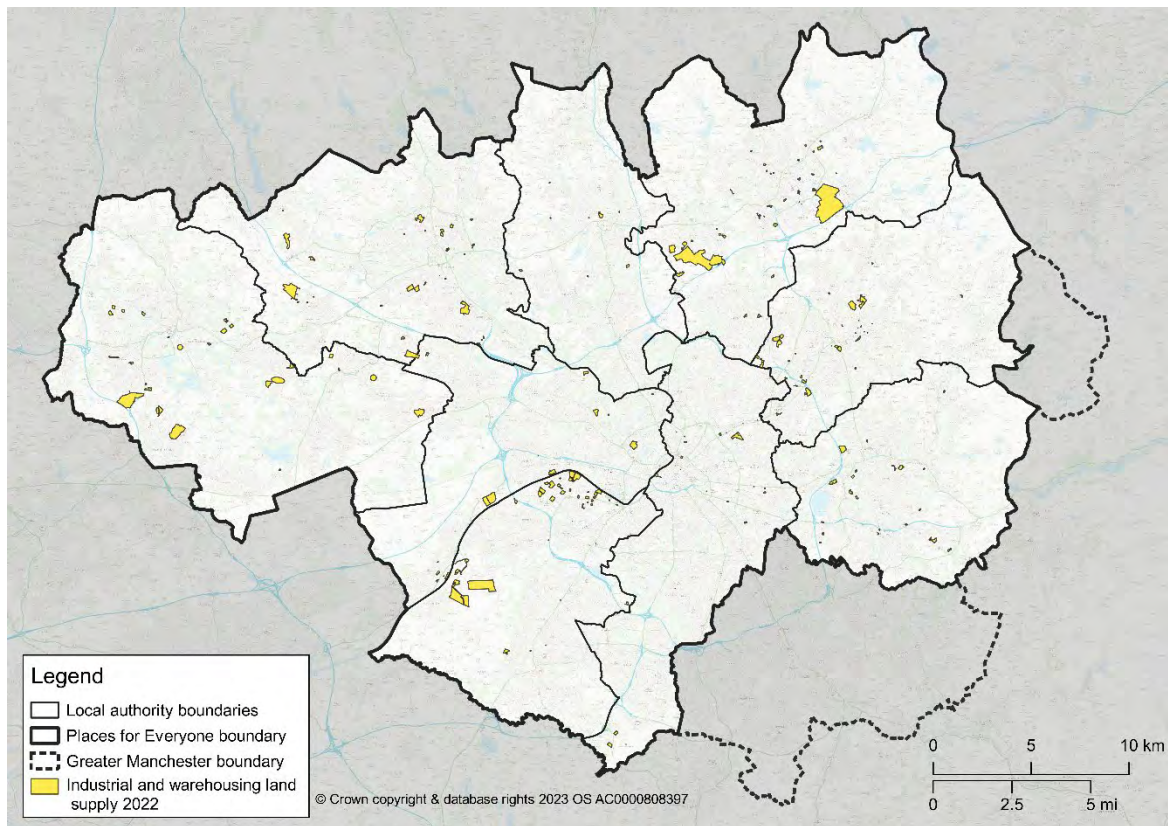 Legend
Local authority boundaries
Places for Everyone boundary
Greater Manchester boundary
Industrial and warehousing land
supply 2022
© Crown copyright & database rights 2023 OS AC0000808397
0 5 10 km
0 2.5 5 mi